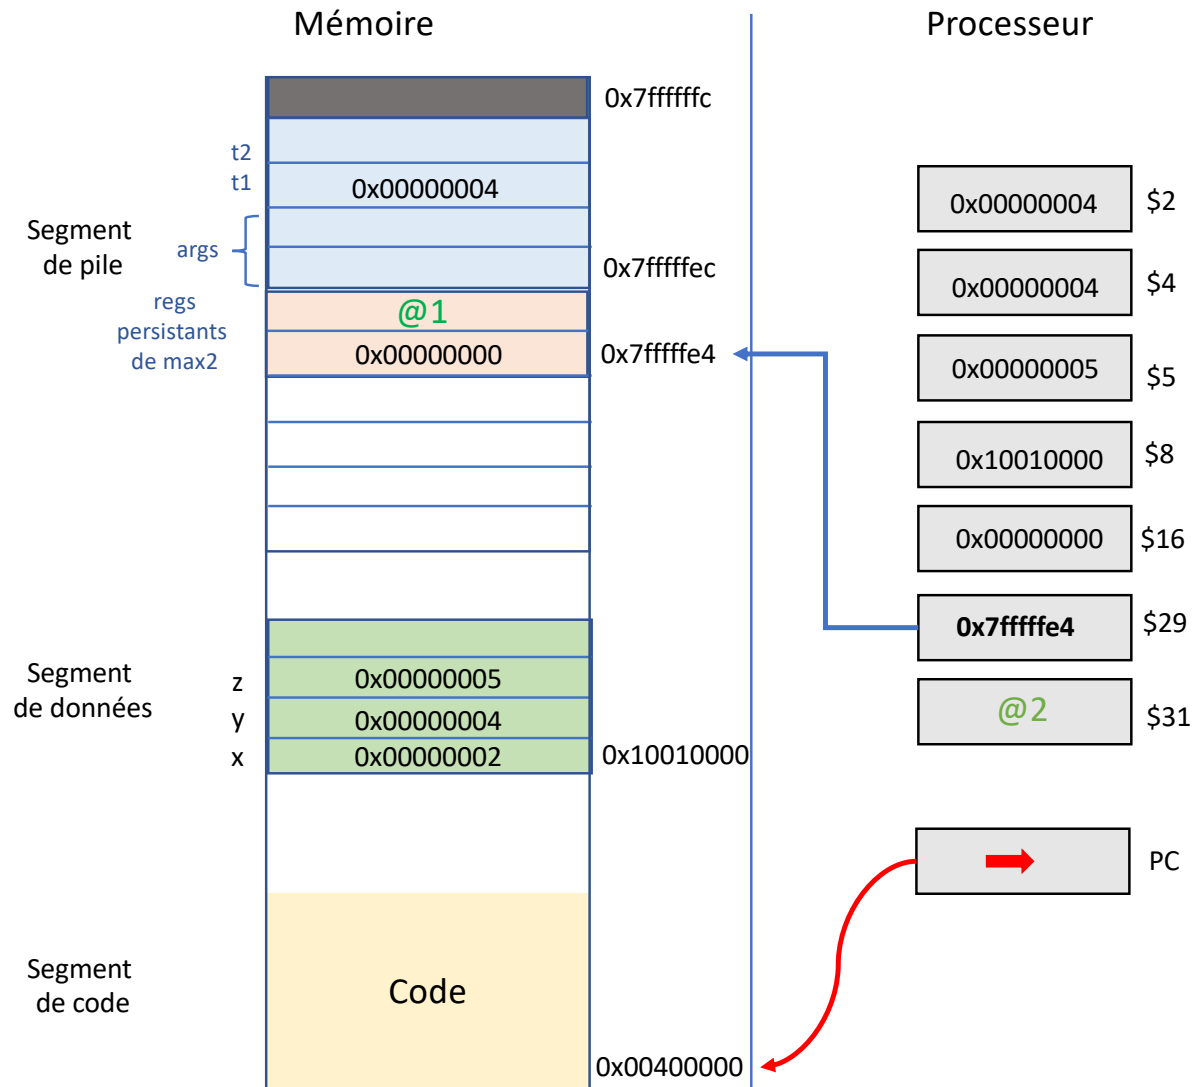 Mémoire
Processeur
0x7ffffffc
t2
t1
0x00000004
Segment
de pile
args
0x7fffffec
regs
persistants
de max2
@1
0x00000000
0x7fffffe4
0x00000004 $2
0x00000004 $4
0x00000005 $5
0x10010000 $8
0x00000000 $16
0x7fffffe4 $29
@2 $31
Segment
de données
z 0x00000005
y 0x00000004
x 0x00000002 0x10010000
PC
Segment
de code
Code
0x00400000